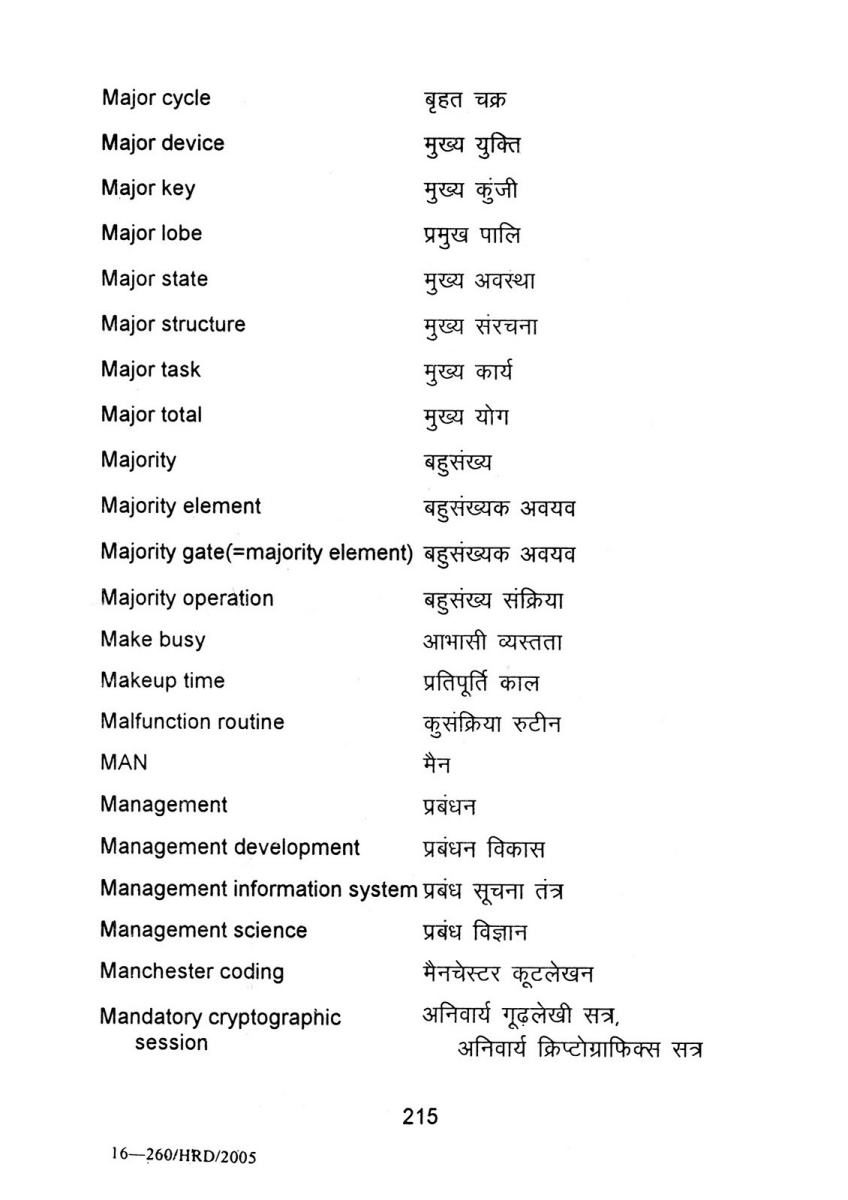 Major cycle बृहत चक्र
Major device मुख्य युक्ति
Major key मुख्य कुंजी
Major lobe प्रमुख पालि
Major state मुख्य अवस्था
Major structure मुख्य संरचना
Major task मुख्य कार्य
Major total मुख्य योग
Majority बहुसंख्य
Majority element बहुसंख्यक अवयव
Majority gate(=majority element) बहुसंख्यक अवयव
Majority operation बहुसंख्य संक्रिया
Make busy आभासी व्यस्तता
Makeup time प्रतिपूर्ति काल
Malfunction routine कुसंक्रिया रुटीन
MAN मैन
Management प्रबंधन
Management development प्रबंधन विकास
Management information system प्रबंध सूचना तंत्र
Management science प्रबंध विज्ञान
Manchester coding मैनचेस्टर कूटलेखन
Mandatory cryptographic अनिवार्य गूढ़लेखी सत्र,
session अनिवार्य क्रिप्टोग्राफिक्स सत्र
215
16—260/HRD/2005